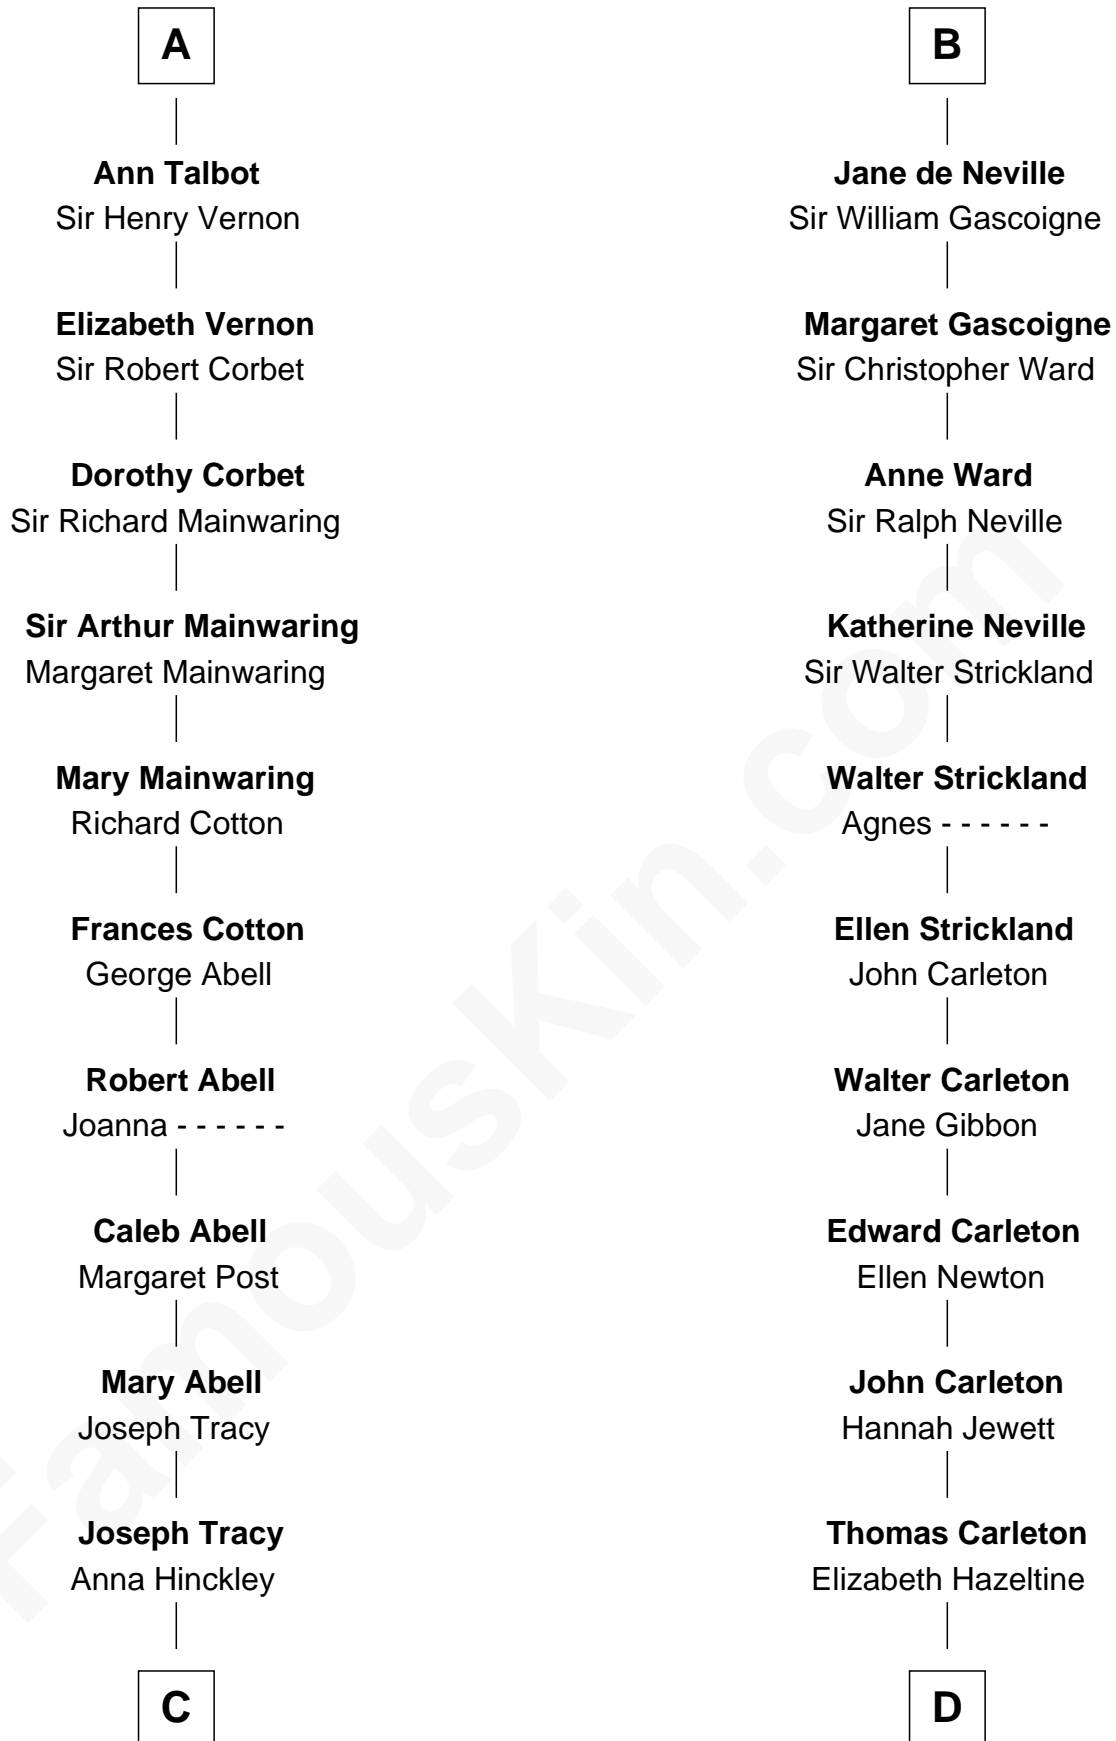 A
Ann Talbot
Sir Henry Vernon
Elizabeth Vernon
Sir Robert Corbet
Dorothy Corbet
Sir Richard Mainwaring
Sir Arthur Mainwaring
Margaret Mainwaring
Mary Mainwaring
Richard Cotton
Frances Cotton
George Abell
Robert Abell
Joanna - - - - - -
Caleb Abell
Margaret Post
Mary Abell
Joseph Tracy
Joseph Tracy
Anna Hinckley
C
B
Jane de Neville
Sir William Gascoigne
Margaret Gascoigne
Sir Christopher Ward
Anne Ward
Sir Ralph Neville
Katherine Neville
Sir Walter Strickland
Walter Strickland
Agnes - - - - - -
Ellen Strickland
John Carleton
Walter Carleton
Jane Gibbon
Edward Carleton
Ellen Newton
John Carleton
Hannah Jewett
Thomas Carleton
Elizabeth Hazeltine
D
FamousKin.com